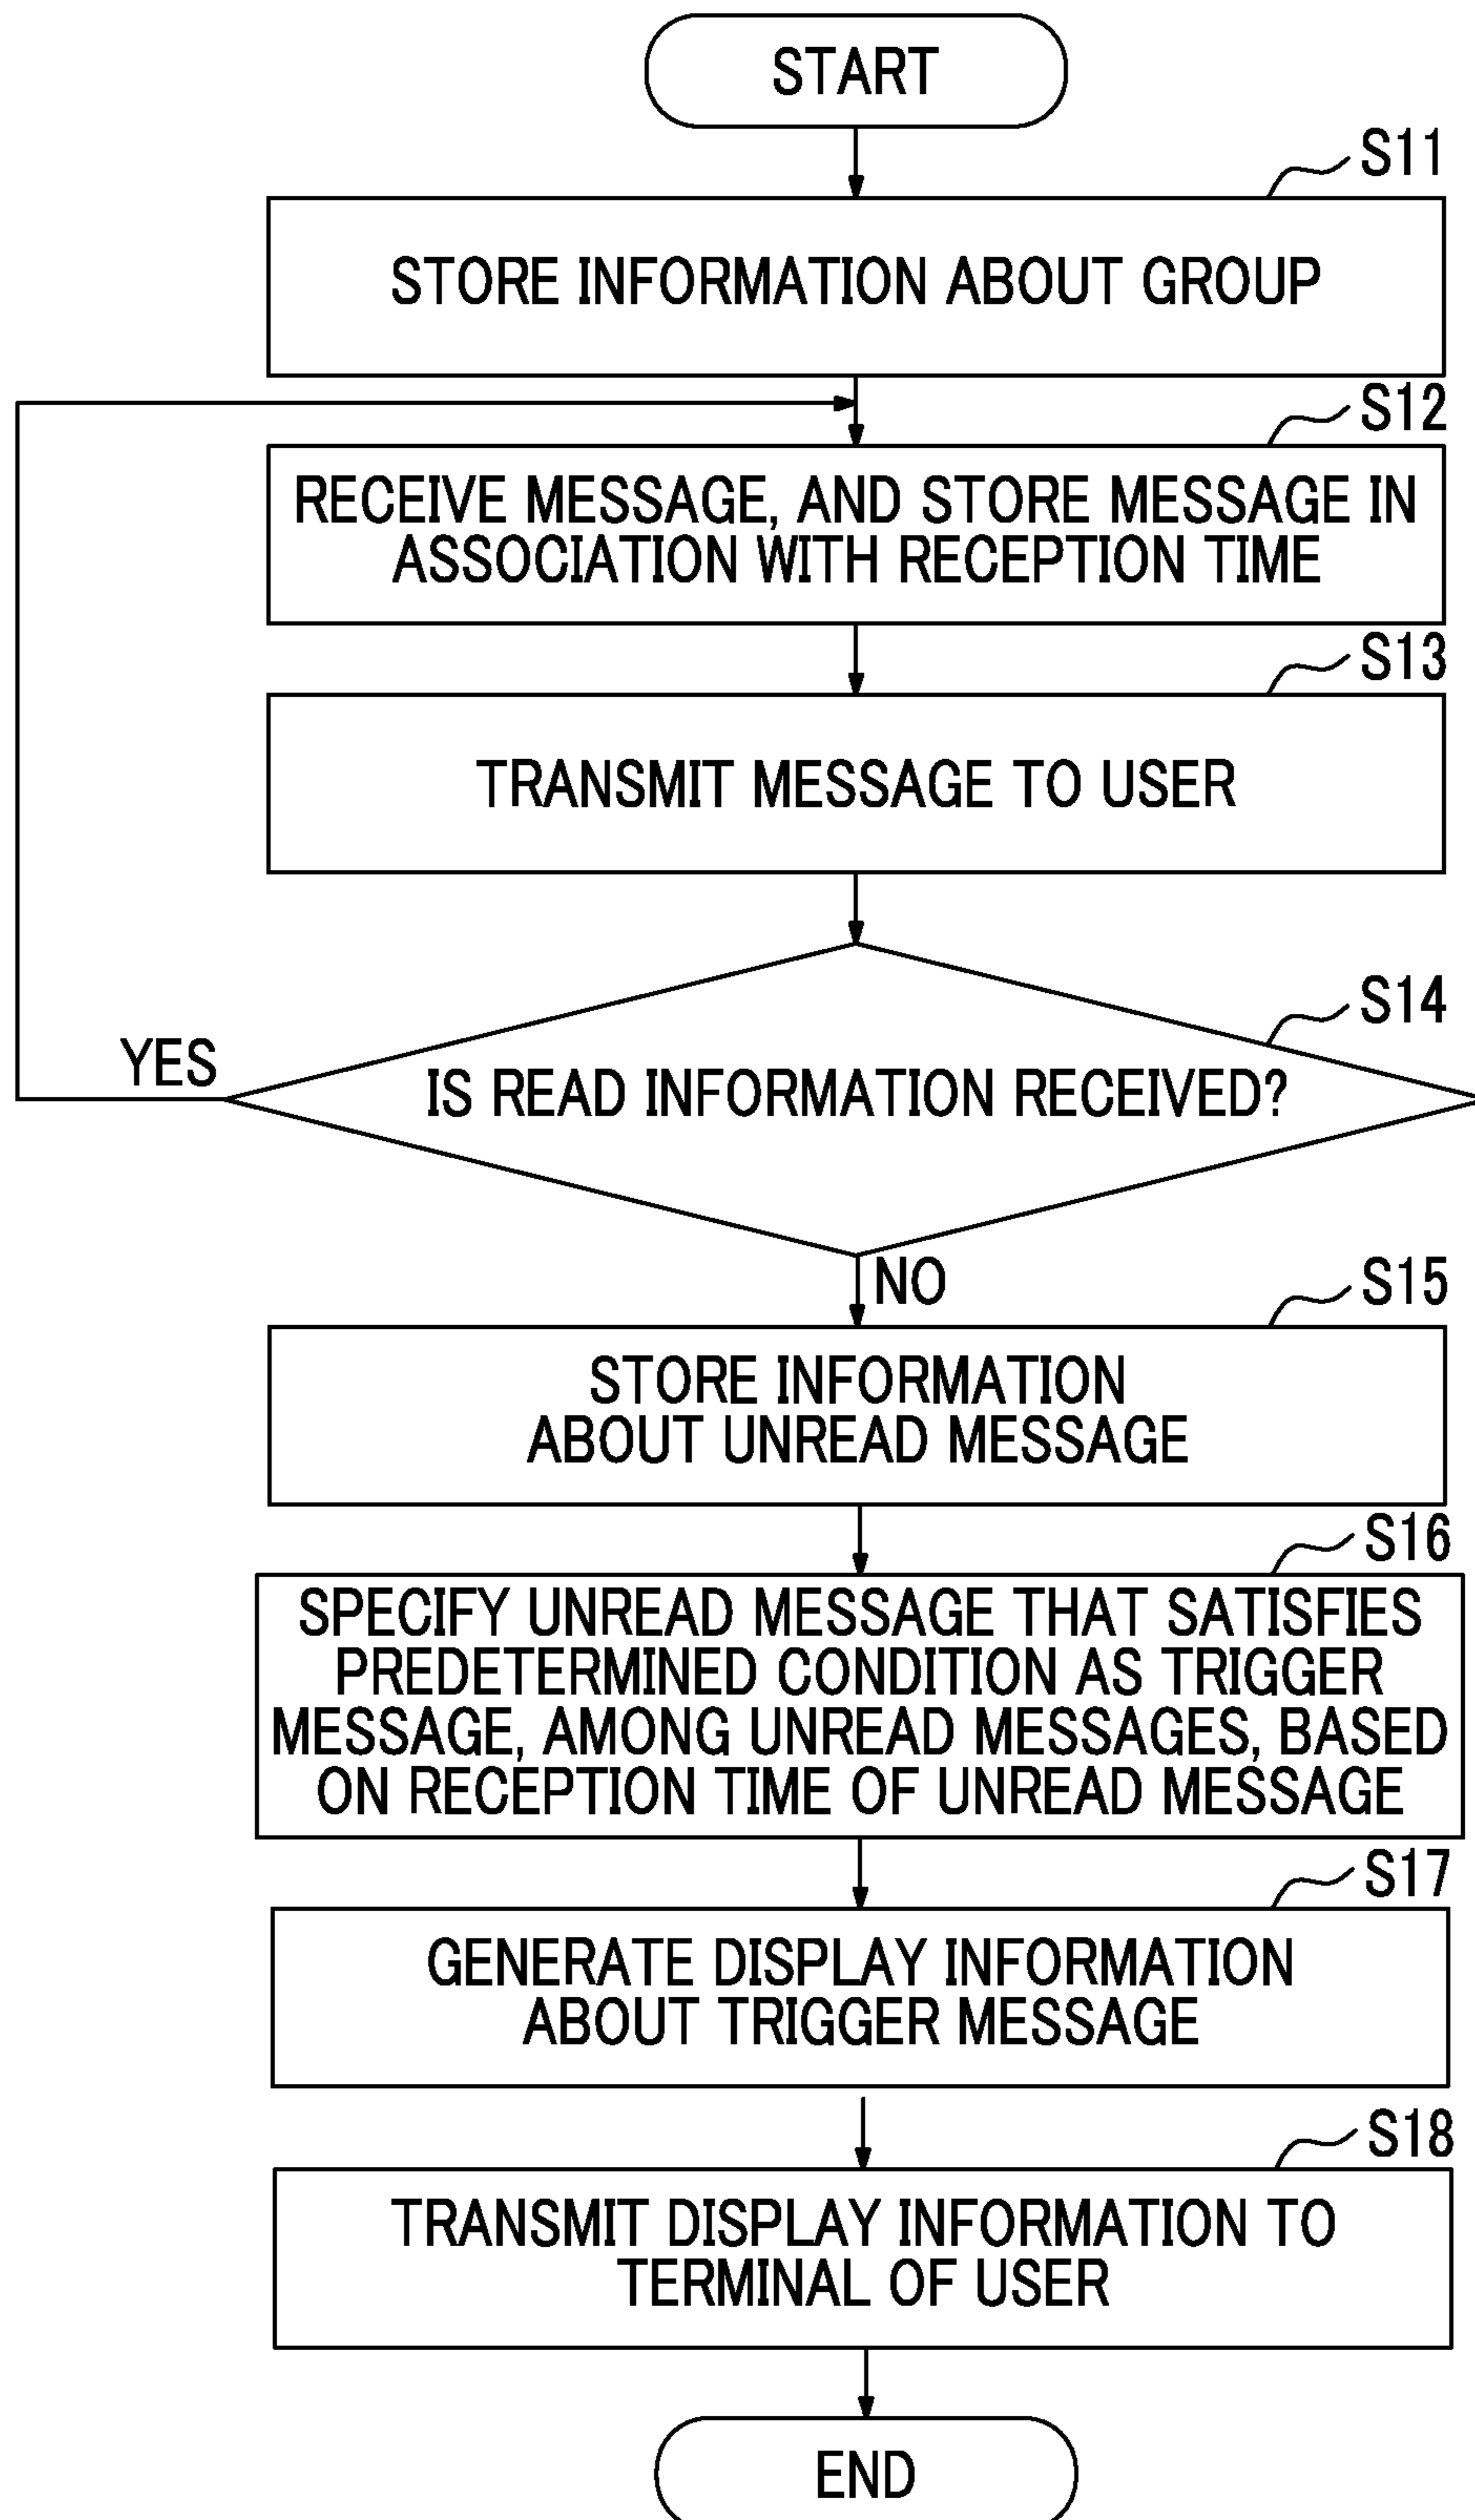 START
S11
STORE INFORMATION ABOUT GROUP
S12
RECEIVE MESSAGE, AND STORE MESSAGE IN
ASSOCIATION WITH RECEPTION TIME
S13
TRANSMIT MESSAGE TO USER
S14
YES
IS READ INFORMATION RECEIVED?
NO
S15
STORE INFORMATION
ABOUT UNREAD MESSAGE
S16
SPECIFY UNREAD MESSAGE THAT SATISFIES
PREDETERMINED CONDITION AS TRIGGER
MESSAGE, AMONG UNREAD MESSAGES, BASED
ON RECEPTION TIME OF UNREAD MESSAGE
S17
GENERATE DISPLAY INFORMATION
ABOUT TRIGGER MESSAGE
S18
TRANSMIT DISPLAY INFORMATION TO
TERMINAL OF USER
END